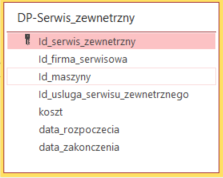 DP-Serwis_zewnetrzny
Id_serwis_zewnetrzny
Id_firma_serwisowa
Id_maszyny
Id_usluga_serwisu_zewnetrznego
koszt
data_rozpoczecia
data_zakonczenia